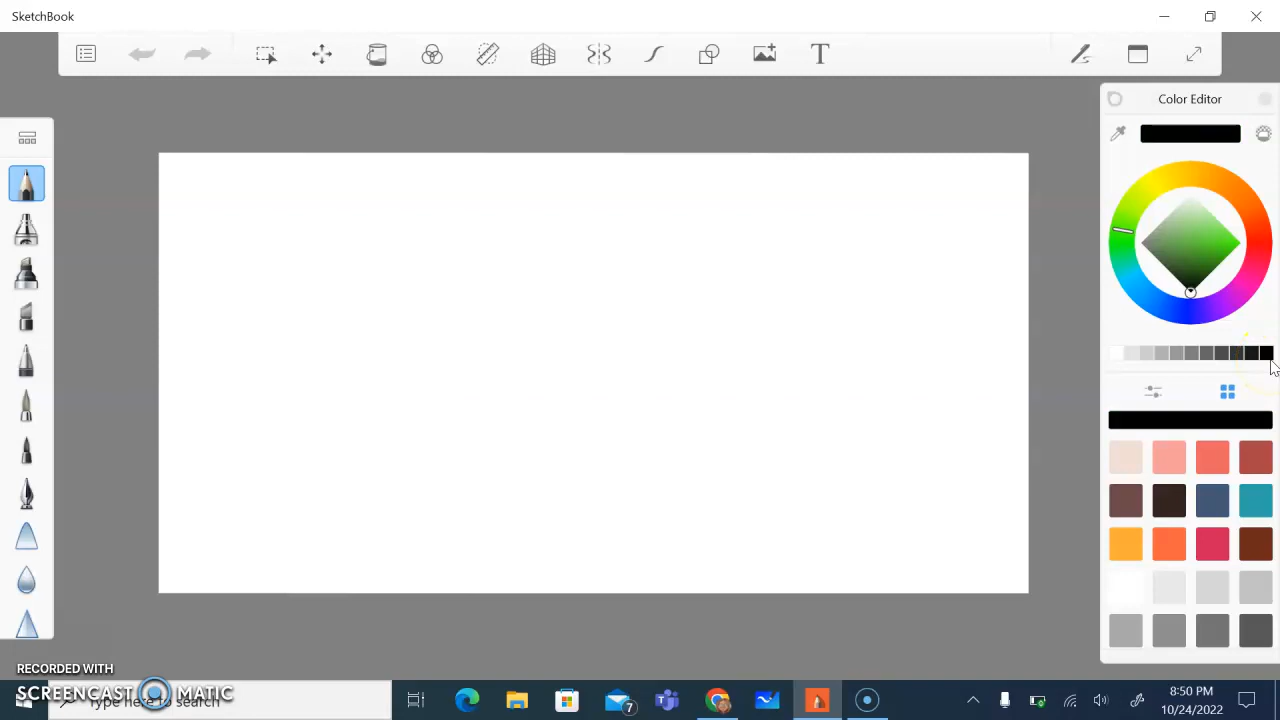 SketchBook
T
Color Editor
RECORDED WITH
SCREENCAST MATIC
Type here to search
7
8:50 PM
10/24/2022